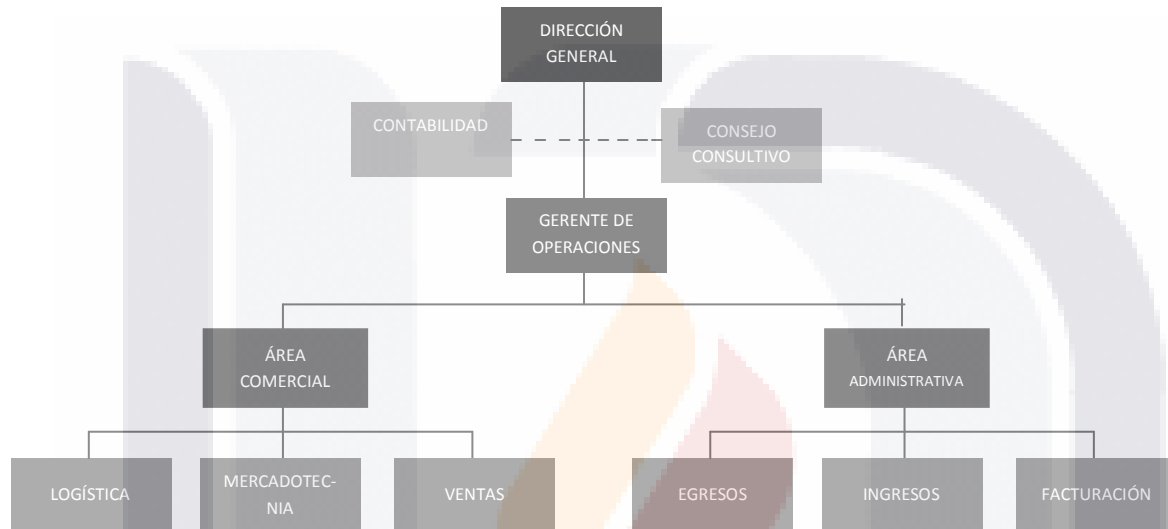 DIRECCIÓN
GENERAL
CONTABILIDAD
CONSEJO
CONSULTIVO
GERENTE DE
OPERACIONES
ÁREA
COMERCIAL
ÁREA
ADMINISTRATIVA
LOGÍSTICA
MERCADOTEC-
NIA
VENTAS
EGRESOS
INGRESOS
FACTURACIÓN